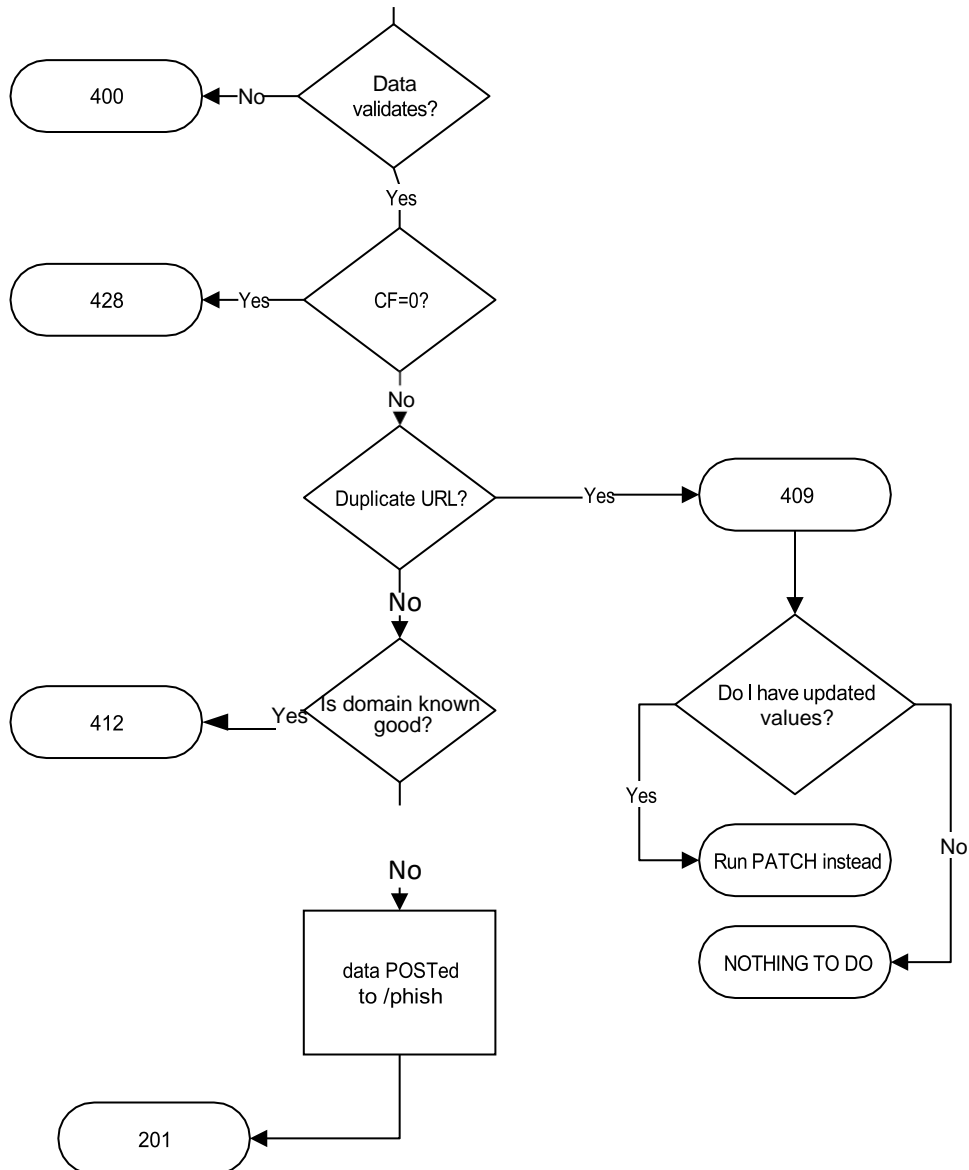 Data
validates?
No
400
Yes
CF=0?
Yes
428
No
Duplicate URL?
Yes
409
No
Is domain known
good?
Yes
412
Do I have updated
values?
Yes
Run PATCH instead
No
NOTHING TO DO
No
data POSTed
to /phish
201